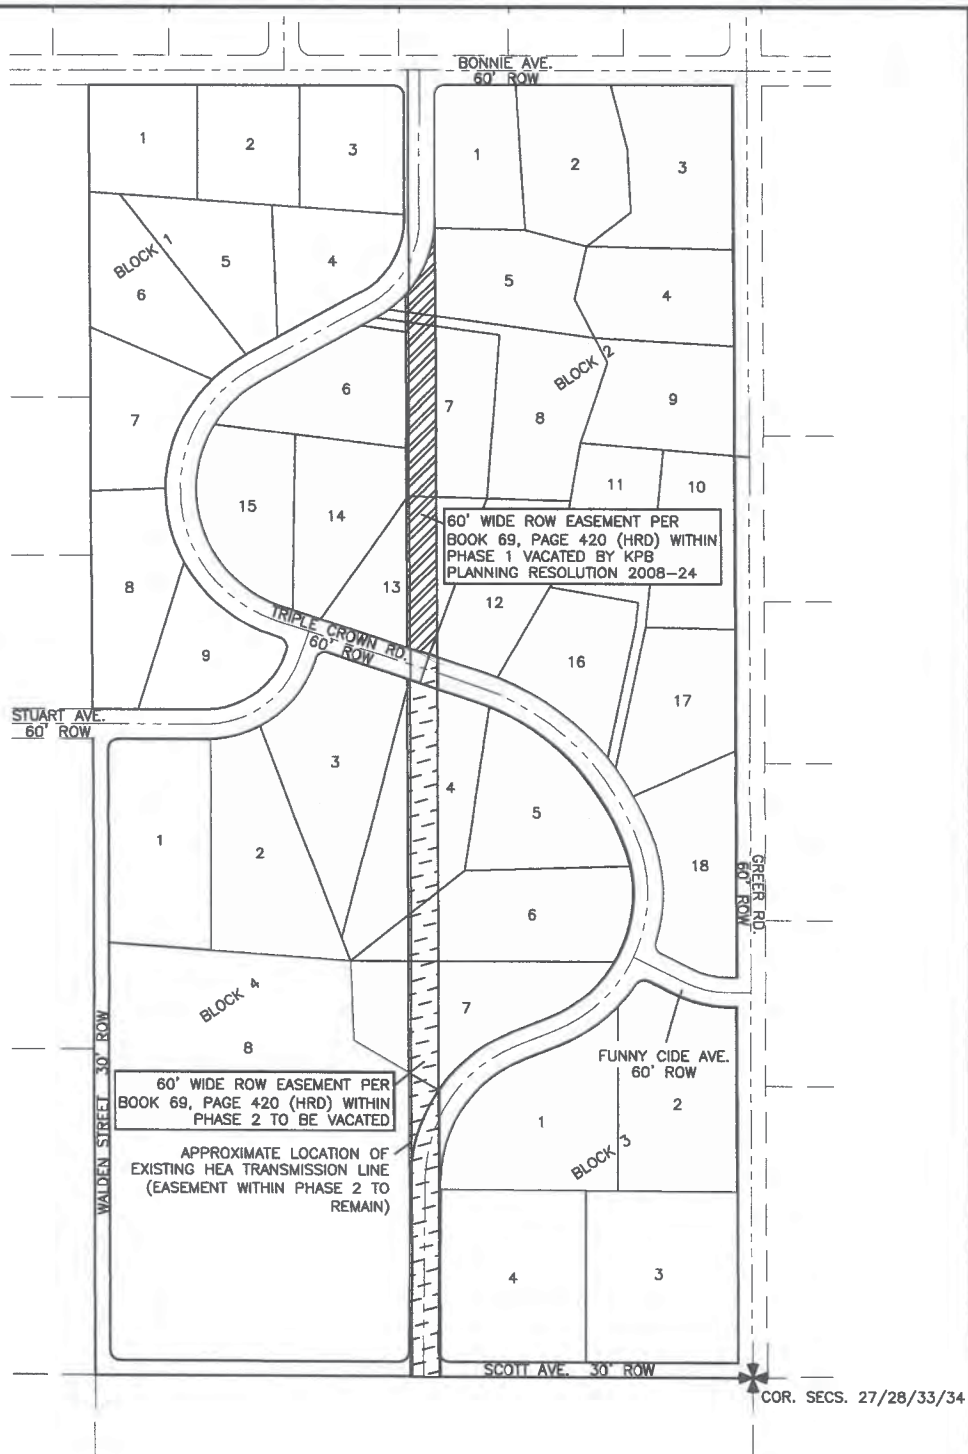 BONNIE AVE.
60' ROW
1
2
3
1
2
3
BLOCK 1
5
4
6
5
4
BLOCK 2
6
7
8
9
7
15
14
11
10
60' WIDE ROW EASEMENT PER
BOOK 69, PAGE 420 (HRD) WITHIN
PHASE 1 VACATED BY KPB
PLANNING RESOLUTION 2008-24
8
13
12
TRIPLE CROWN RD.
60' ROW
9
16
17
STUART AVE.
60' ROW
3
4
5
1
2
18
GREER RD.
60' ROW
6
BLOCK 4
7
8
WALDEN STREET 30' ROW
FUNNY CIDE AVE.
60' ROW
60' WIDE ROW EASEMENT PER
BOOK 69, PAGE 420 (HRD) WITHIN
PHASE 2 TO BE VACATED
1
2
BLOCK 3
APPROXIMATE LOCATION OF
EXISTING HEA TRANSMISSION LINE
(EASEMENT WITHIN PHASE 2 TO
REMAIN)
4
3
SCOTT AVE. 30' ROW
COR. SECS. 27/28/33/34